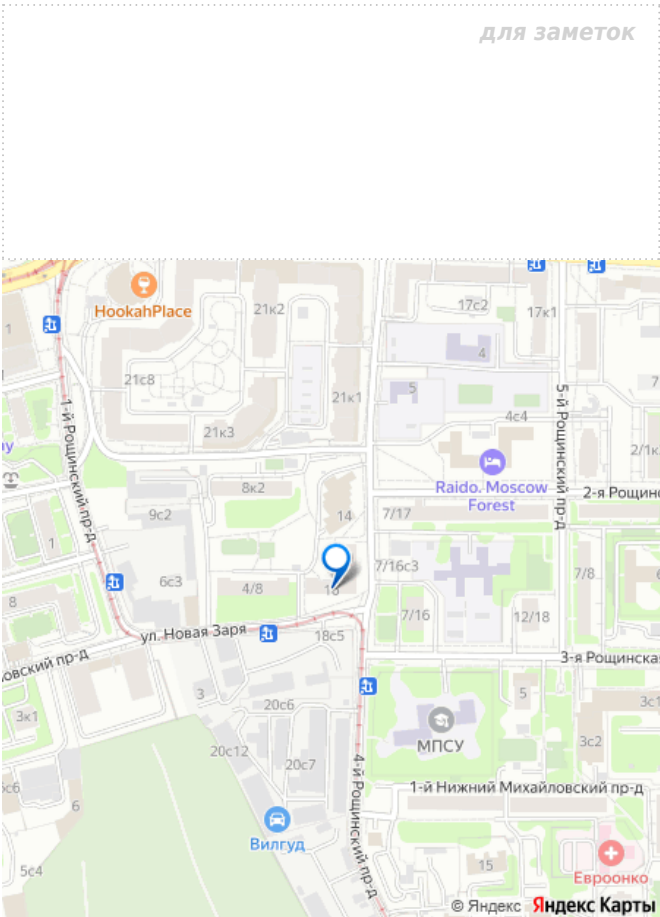 для заметок
HookahPlace
1
21к2
17с2
17к1
4
21с8
5
21к1
7
4с4
21к3
1-й Рощинский пр-д
5-й Рощинский пр-д
2/1к
Raido. Moscow
Forest
8к2
2-я Рощинс
9с2
14
7/17
1
7/16с3
6с3
4/8
7/8
8
18
7/16
12/18
ул. Новая Заря
18с5
овский пр-д
3-я Рощинская
3
20с6
5
3с1
3к1
МПСУ
3с2
20с12
20с7
4-й Рощинский пр-д
1-й Нижний Михайловский пр-д
6
Вилгуд
15
5с4
Евроонко
© Яндекс Яндекс Карты